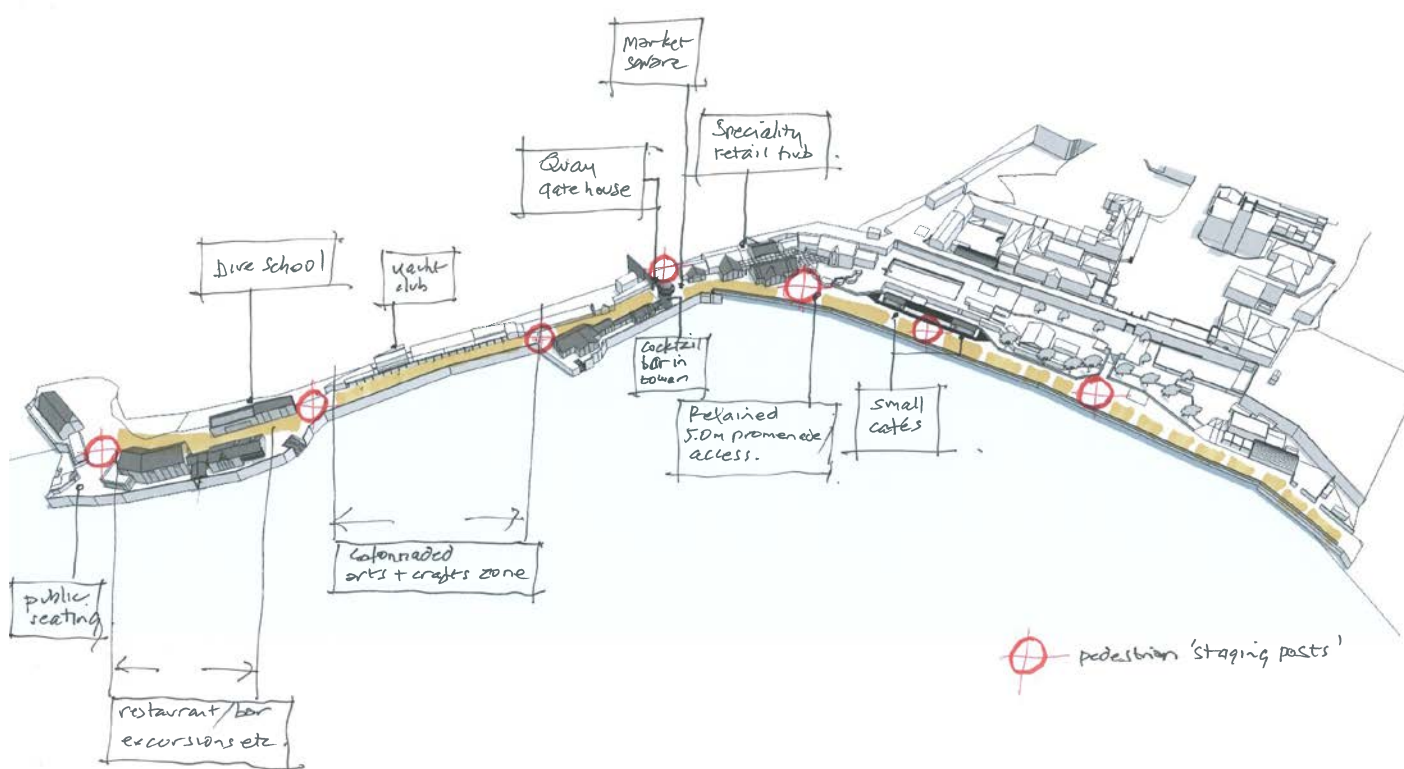 Market
square
Speciality
retail hub
Quay
gate house
Dive School
yacht
club
cocktail
bar in
tower
Retained
5.0m promenade
access.
small
cafés
colonnaded
arts + crafts zone
public
seating
restaurant/bar
excursions etc.
pedestrian 'staging posts'